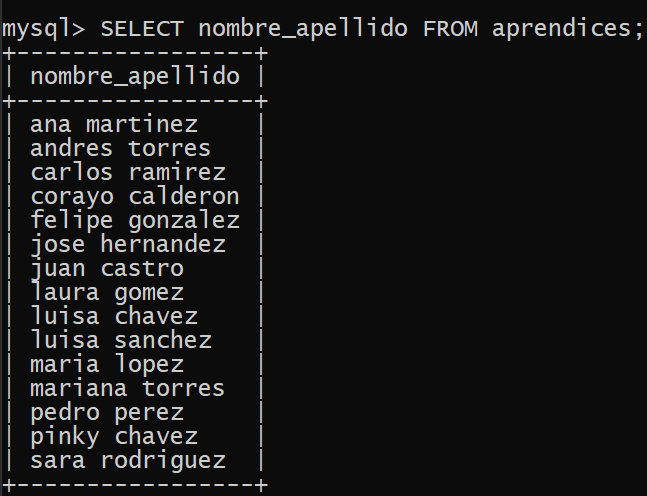 mysql> SELECT nombre_apellido FROM aprendices;
+-----------------+
| nombre_apellido |
+-----------------+
| ana martinez    |
| andres torres   |
| carlos ramirez  |
| corayo calderon |
| felipe gonzalez |
| jose hernandez  |
| juan castro     |
| laura gomez     |
| luisa chavez    |
| luisa sanchez   |
| maria lopez     |
| mariana torres  |
| pedro perez     |
| pinky chavez    |
| sara rodriguez  |
+-----------------+